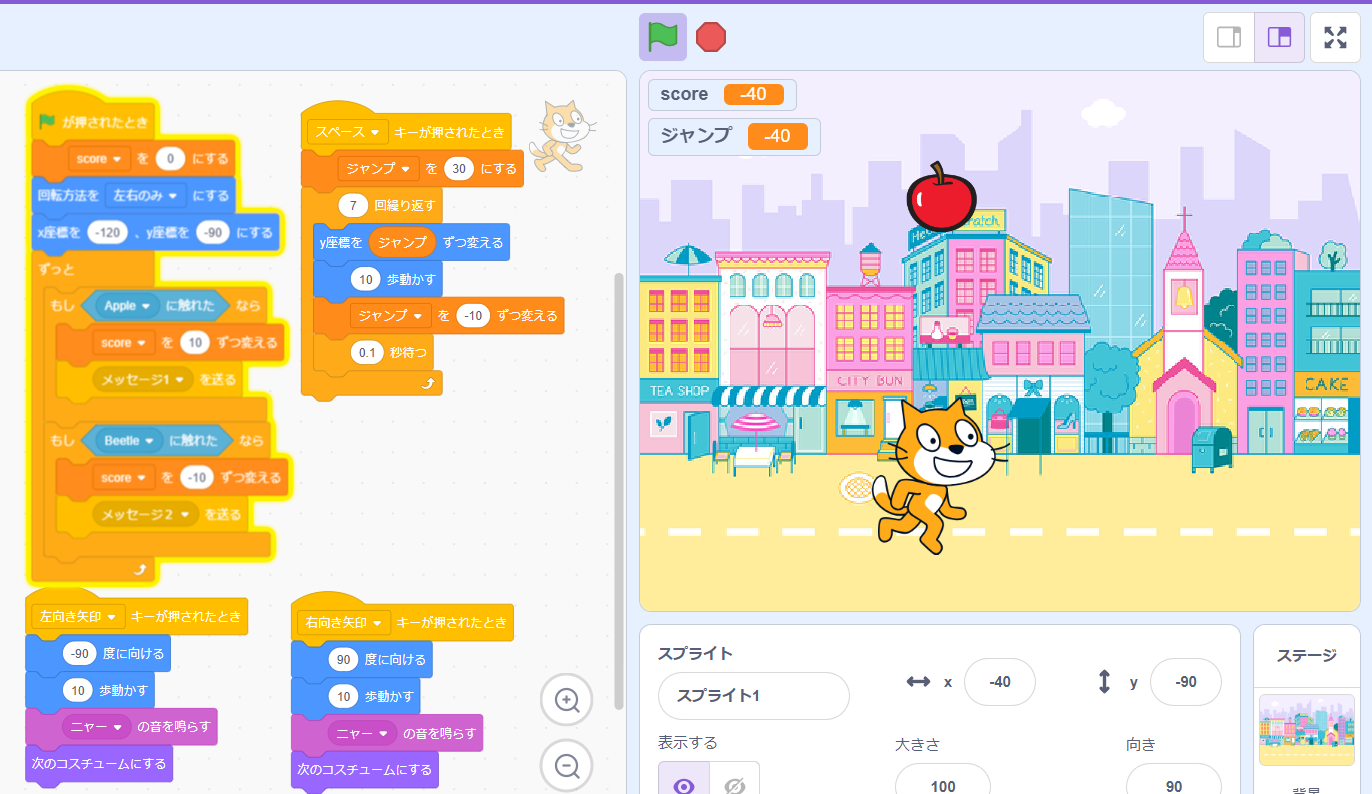 score -40
ジャンプ -40
が押されたとき
score を 0 にする
回転方法を 左右のみ にする
x座標を -120 、y座標を -90 にする
ずっと
もし Apple に触れた なら
score を 10 ずつ変える
メッセージ1 を送る
もし Beetle に触れた なら
score を -10 ずつ変える
メッセージ2 を送る
スペース キーが押されたとき
ジャンプ を 30 にする
7 回繰り返す
y座標を ジャンプ ずつ変える
10 歩動かす
ジャンプ を -10 ずつ変える
0.1 秒待つ
左向き矢印 キーが押されたとき
-90 度に向ける
10 歩動かす
ニャー の音を鳴らす
次のコスチュームにする
右向き矢印 キーが押されたとき
90 度に向ける
10 歩動かす
ニャー の音を鳴らす
次のコスチュームにする
TEA SHOP
CITY BUN
CAKE
スプライト
スプライト1
x -40
y -90
表示する
大きさ
100
向き
90
ステージ
背景